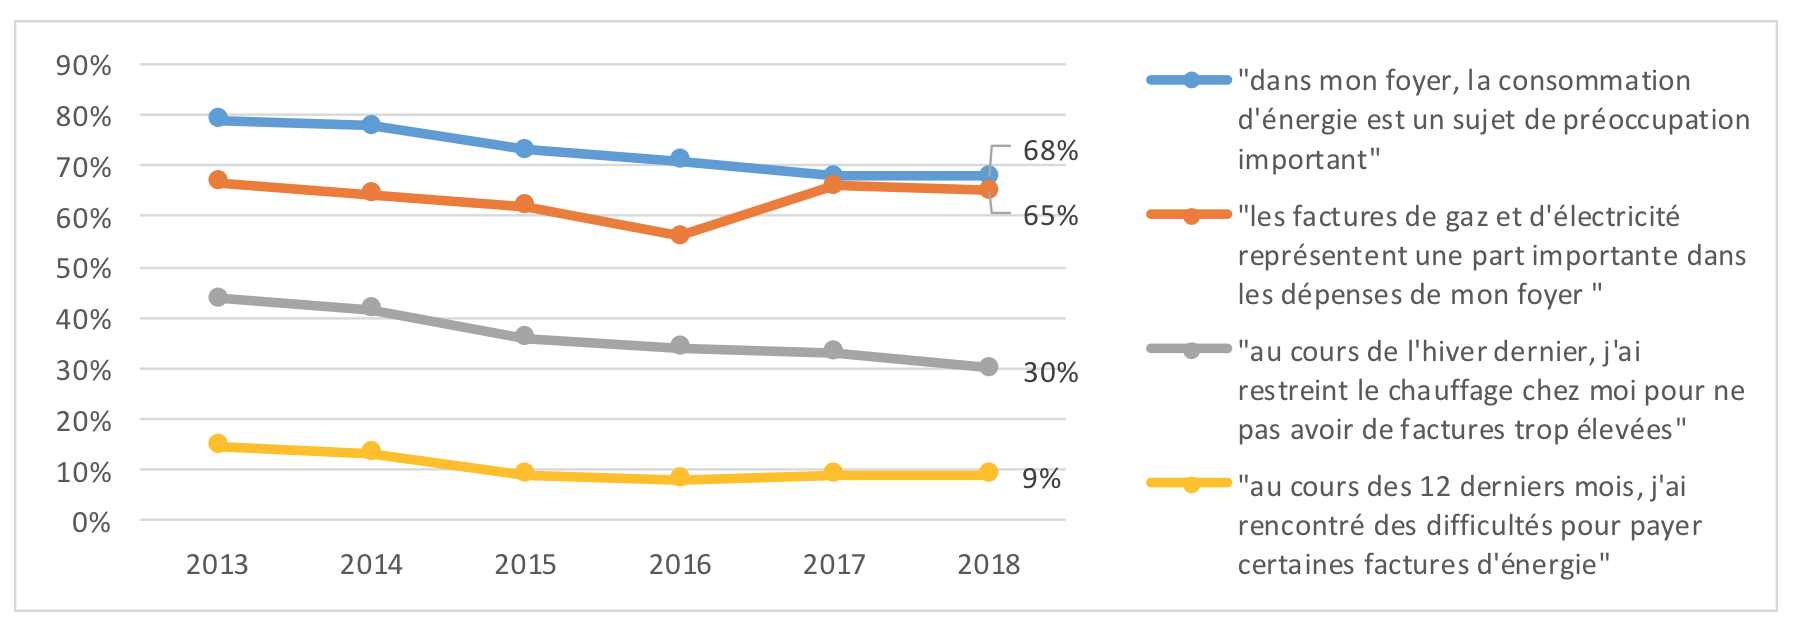 90%
80%
70%
60%
50%
40%
30%
20%
10%
0%
2013 2014 2015 2016 2017 2018
68%
65%
30%
9%
"dans mon foyer, la consommation
d'énergie est un sujet de préoccupation
important"
"les factures de gaz et d'électricité
représentent une part importante dans
les dépenses de mon foyer "
"au cours de l'hiver dernier, j'ai
restreint le chauffage chez moi pour ne
pas avoir de factures trop élevées"
"au cours des 12 derniers mois, j'ai
rencontré des difficultés pour payer
certaines factures d'énergie"